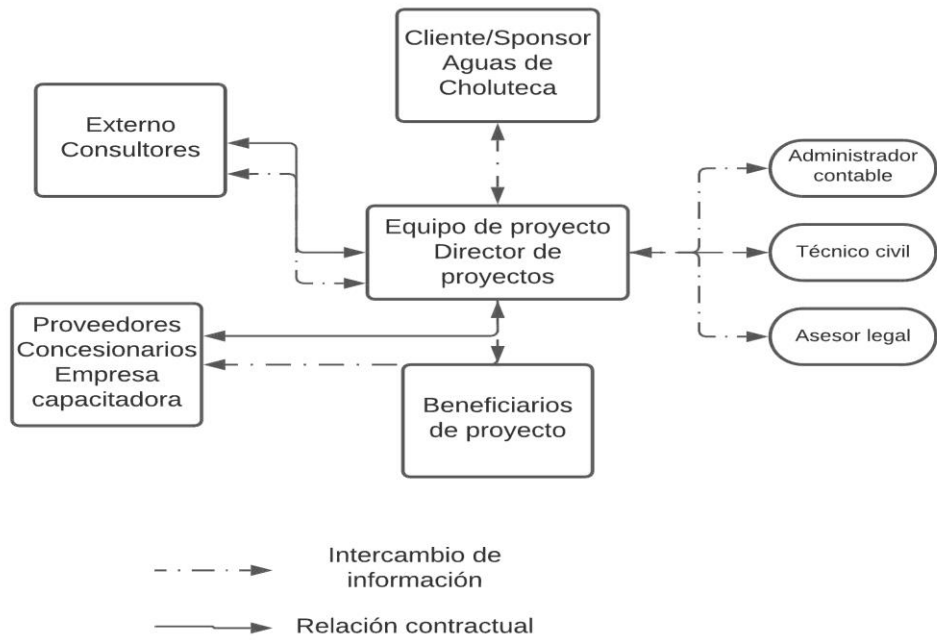 Cliente/Sponsor
Aguas de
Choluteca
Externo
Consultores
Administrador
contable
Equipo de proyecto
Director de
proyectos
Técnico civil
Proveedores
Concesionarios
Empresa
capacitadora
Asesor legal
Beneficiarios
de proyecto
Intercambio de
información
Relación contractual